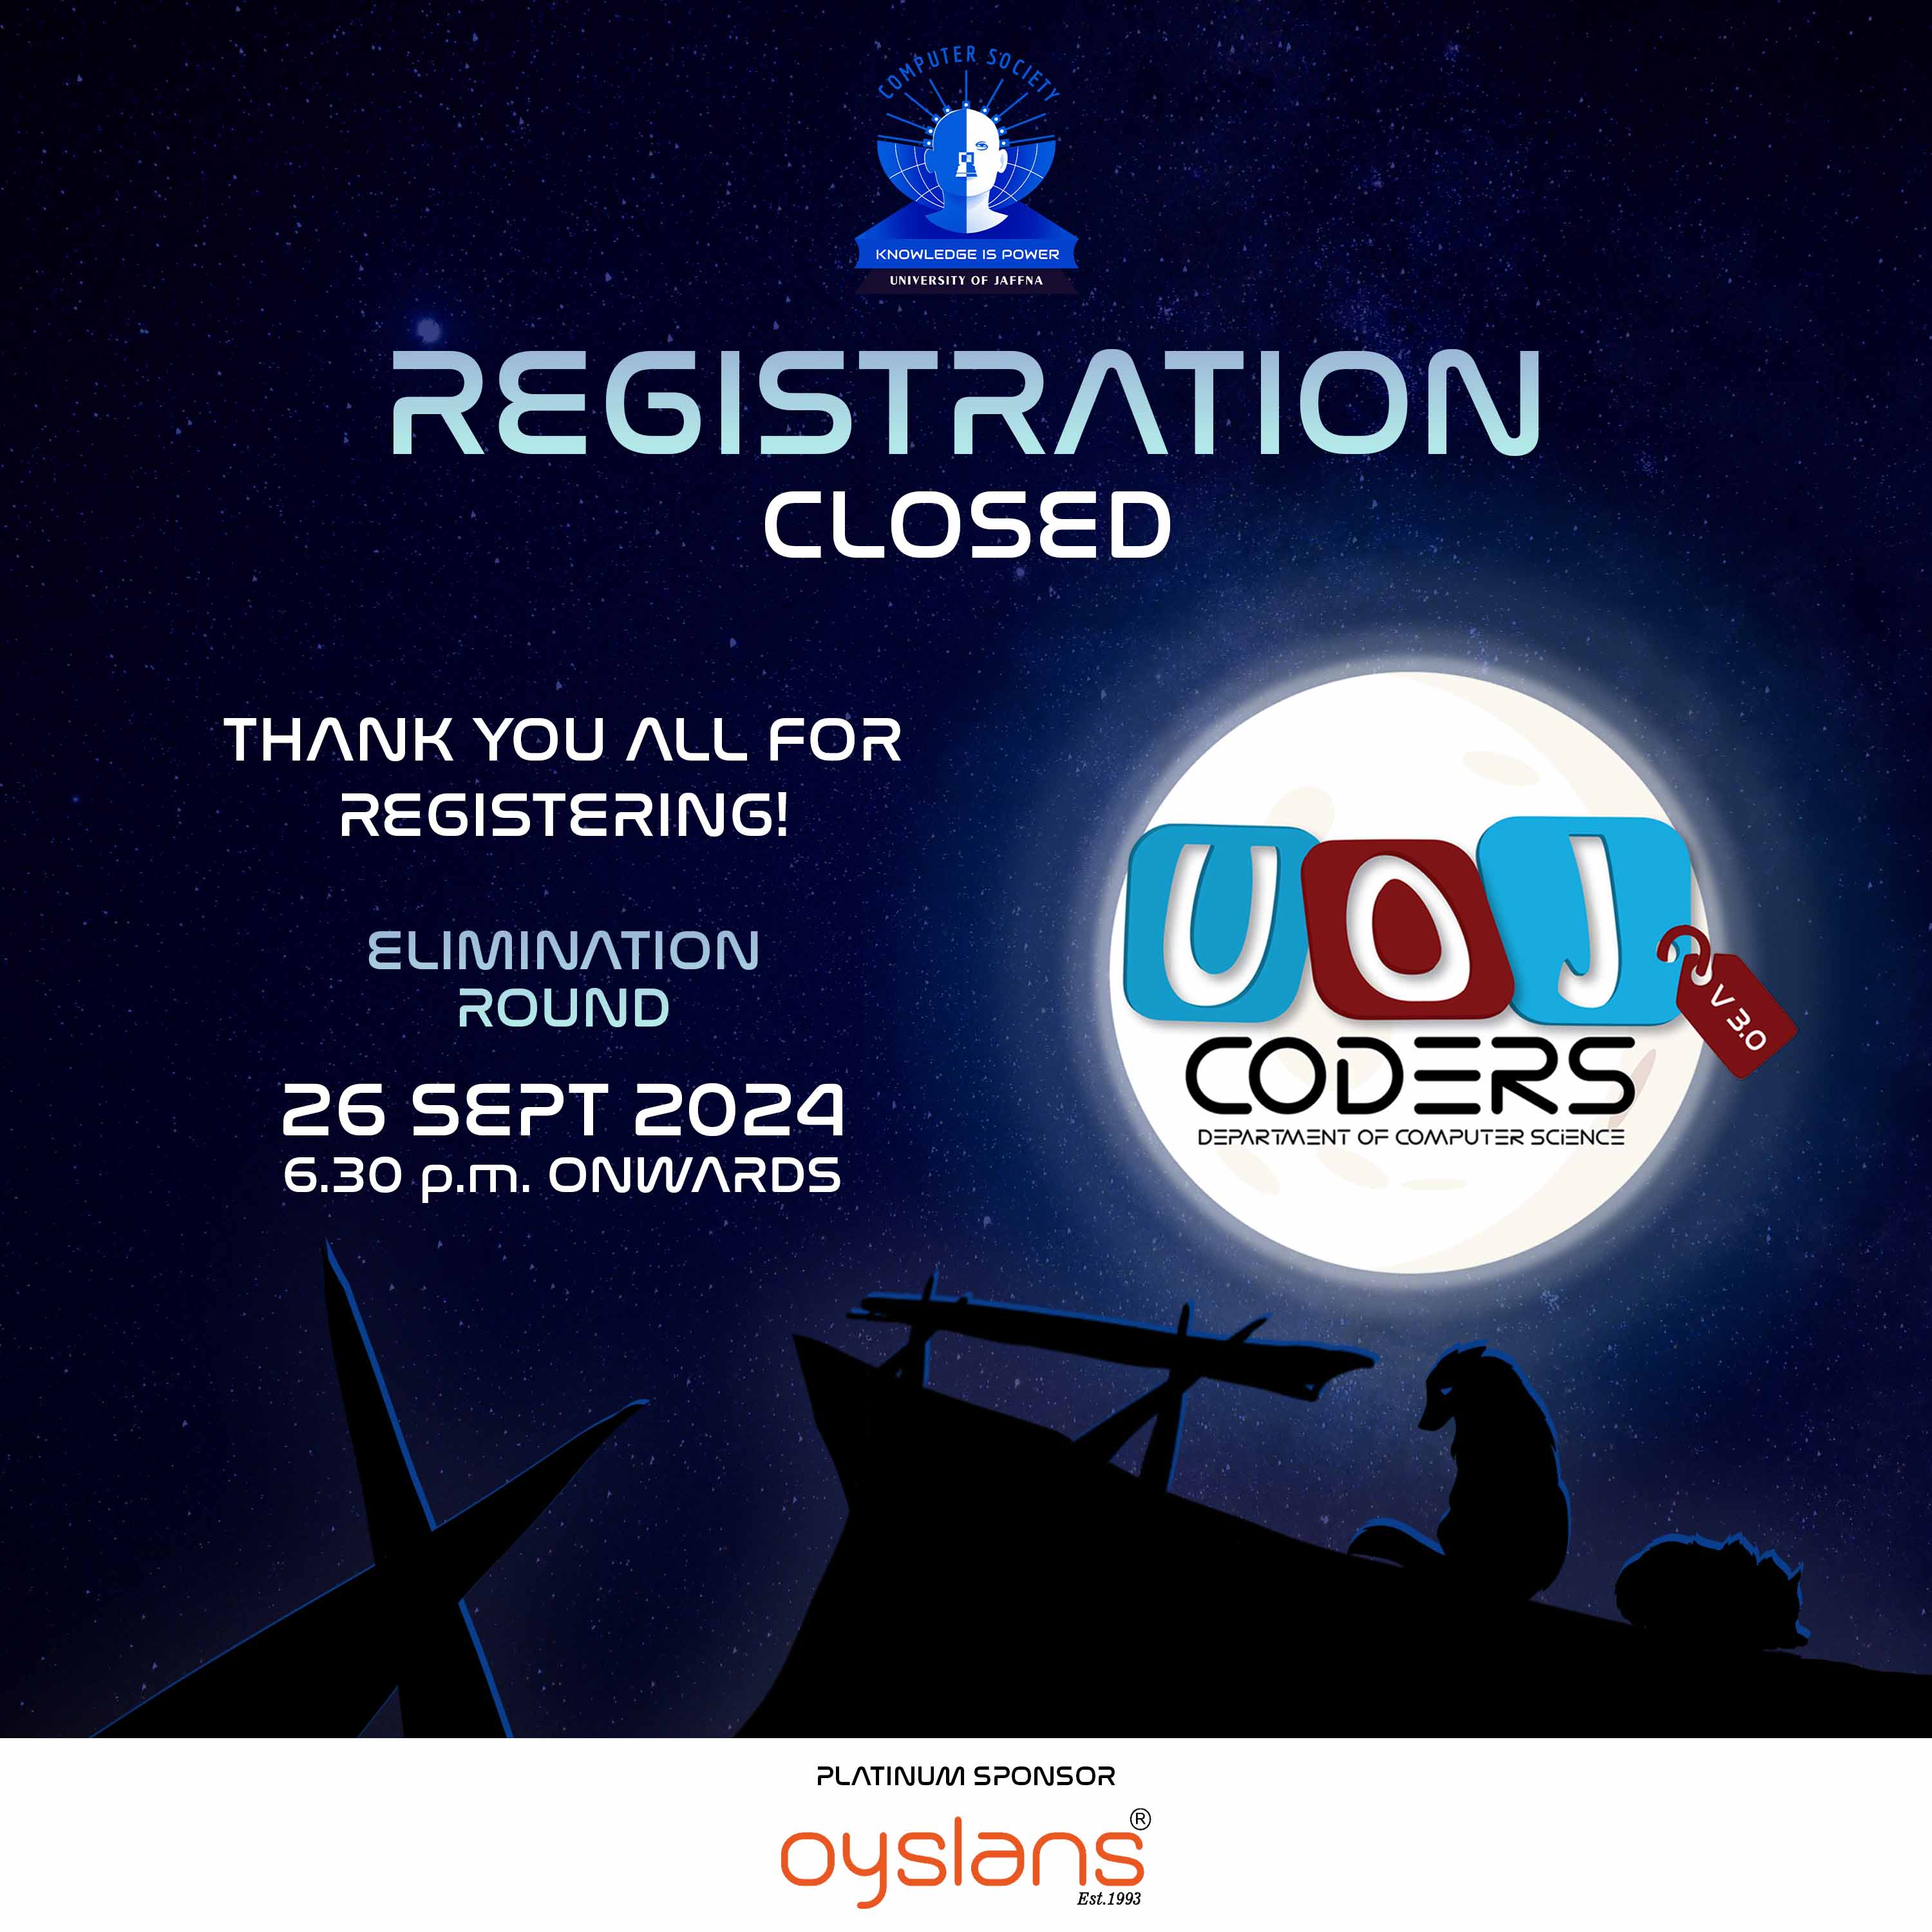 COMPUTER SOCIETY
KNOWLEDGE IS POWER
UNIVERSITY OF JAFFNA
REGISTRATION
CLOSED
THANK YOU ALL FOR
REGISTERING!
ELIMINATION
ROUND
26 SEPT 2024
6.30 p.m. ONWARDS
UOJ
V 3.0
CODERS
DEPARTMENT OF COMPUTER SCiENCE
PLATINUM SPONSOR
oyslans®
Est.1993